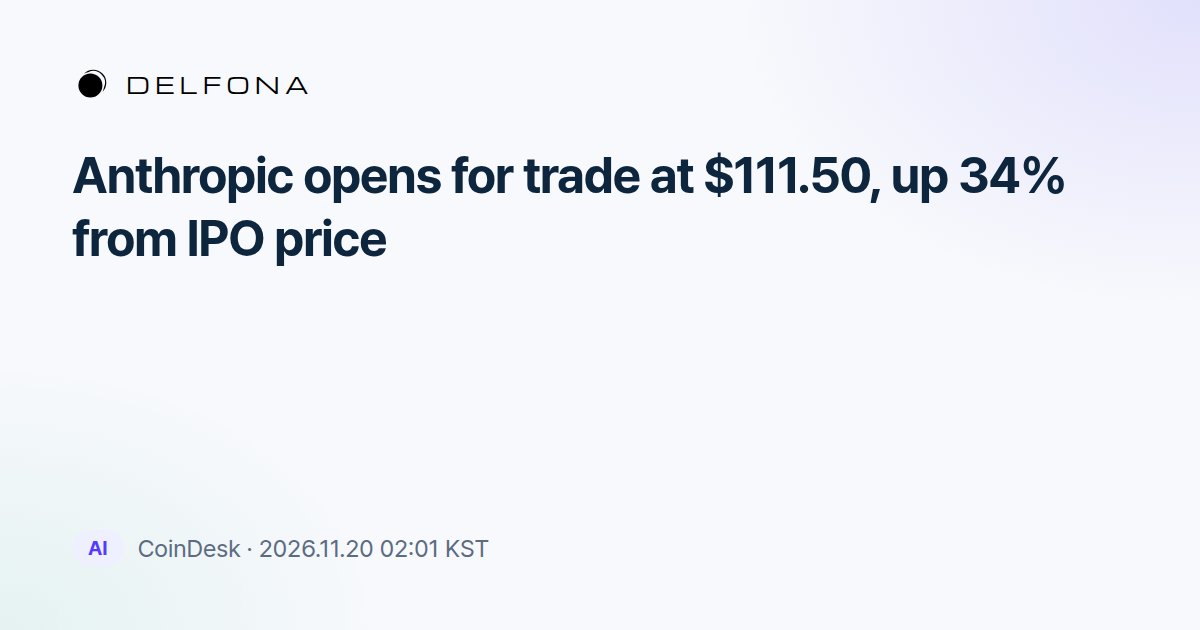 DELFONA
Anthropic opens for trade at $111.50, up 34%
from IPO price
AI CoinDesk · 2026.11.20 02:01 KST